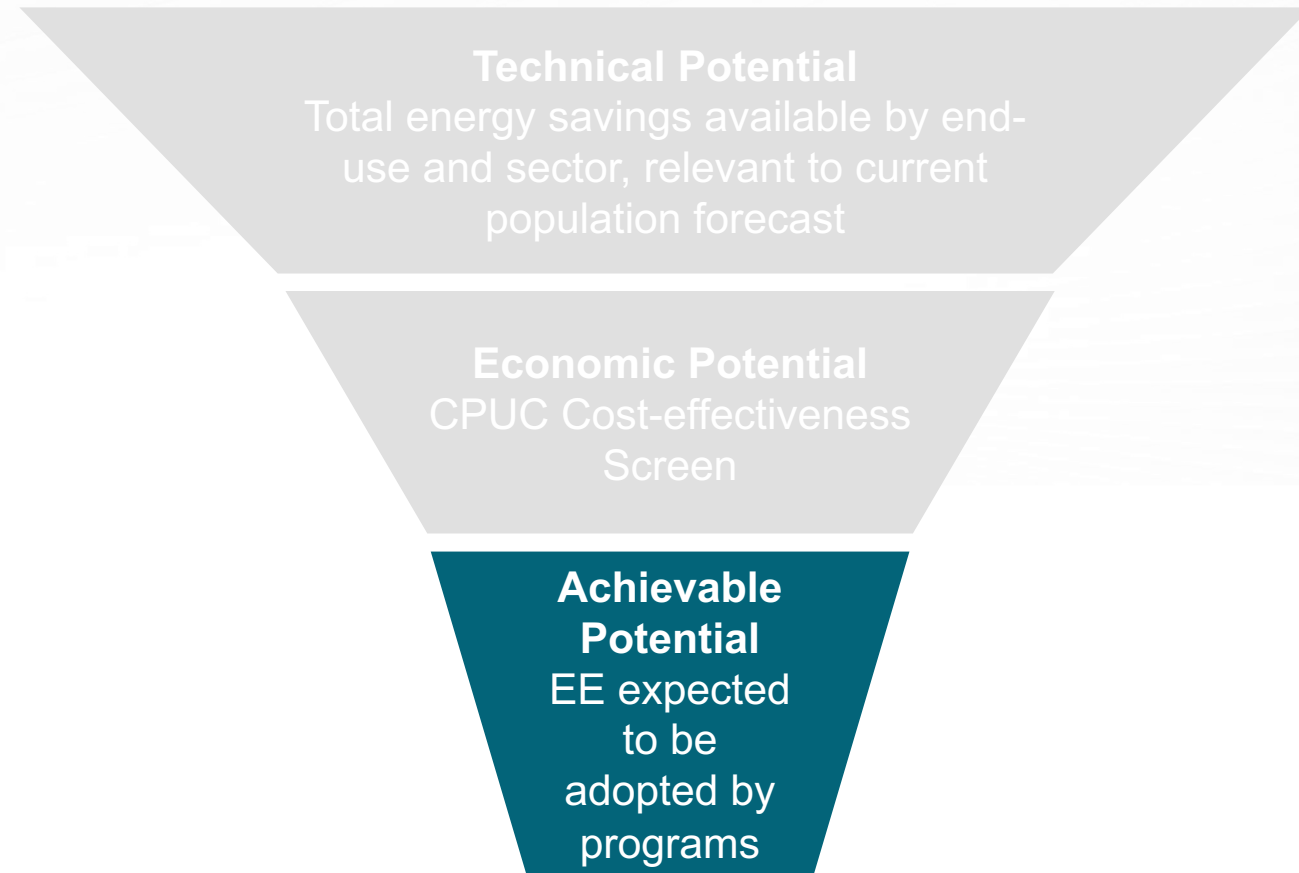 Technical Potential
Total energy savings available by end-
use and sector, relevant to current
population forecast
Economic Potential
CPUC Cost-effectiveness
Screen
Achievable
Potential
EE expected
to be
adopted by
programs